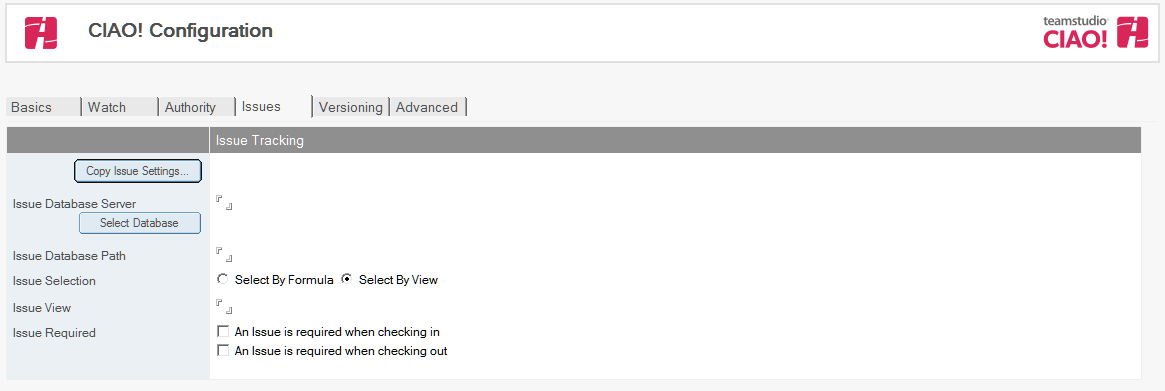 CIAO! Configuration
teamstudio®
CIAO!
Basics Watch Authority Issues Versioning Advanced
Issue Tracking
Copy Issue Settings...
Issue Database Server
Select Database
Issue Database Path
Issue Selection Select By Formula Select By View
Issue View
Issue Required An Issue is required when checking in
An Issue is required when checking out